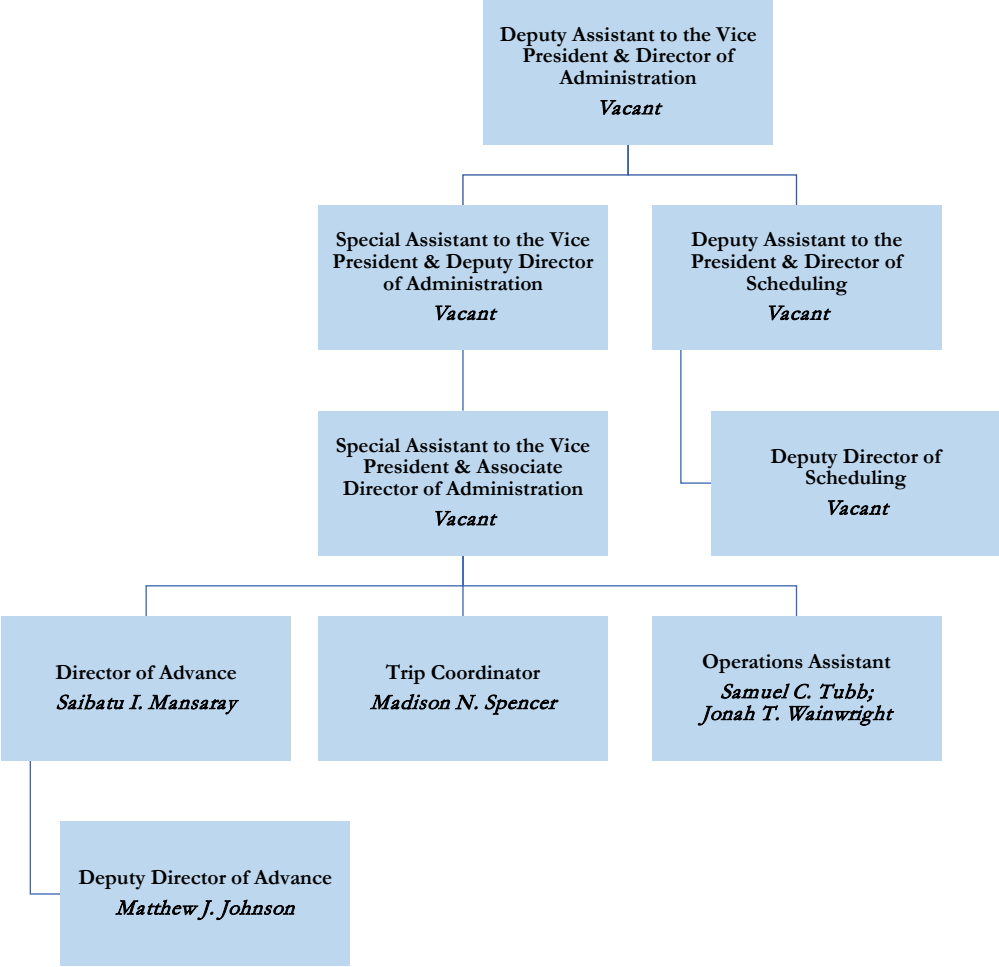 Deputy Assistant to the Vice
President & Director of
Administration
Vacant
Special Assistant to the Vice
President & Deputy Director
of Administration
Vacant
Deputy Assistant to the
President & Director of
Scheduling
Vacant
Special Assistant to the Vice
President & Associate
Director of Administration
Vacant
Deputy Director of
Scheduling
Vacant
Director of Advance
Saibatu I. Mansaray
Trip Coordinator
Madison N. Spencer
Operations Assistant
Samuel C. Tubb;
Jonah T. Wainwright
Deputy Director of Advance
Matthew J. Johnson